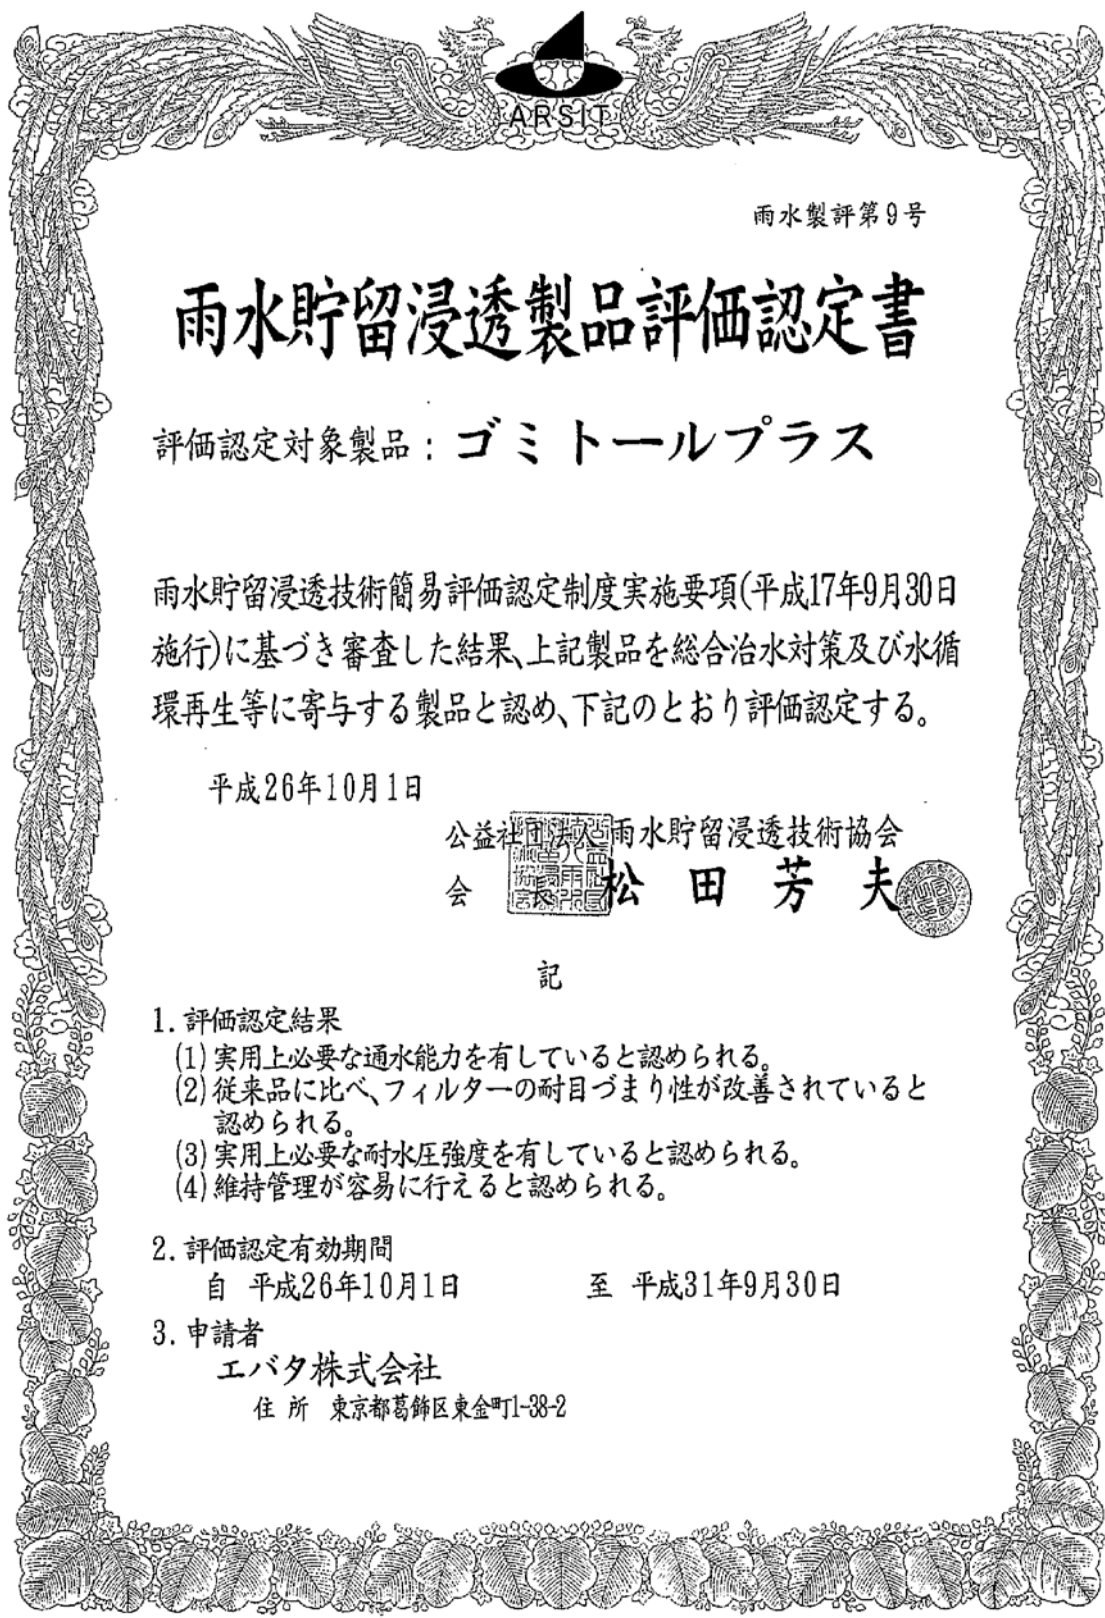 ARSIT
雨水製評第9号
雨水貯留浸透製品評価認定書
評価認定対象製品：ゴミトールプラス
雨水貯留浸透技術簡易評価認定制度実施要項(平成17年9月30日
施行)に基づき審査した結果、上記製品を総合治水対策及び水循
環再生等に寄与する製品と認め、下記のとおり評価認定する。
平成26年10月1日
公益社団法人 雨水貯留浸透技術協会
会 長 松 田 芳 夫
記
1. 評価認定結果
(1) 実用上必要な通水能力を有していると認められる。
(2) 従来品に比べ、フィルターの耐目づまり性が改善されていると
認められる。
(3) 実用上必要な耐水圧強度を有していると認められる。
(4) 維持管理が容易に行えると認められる。
2. 評価認定有効期間
自 平成26年10月1日 至 平成31年9月30日
3. 申請者
エバタ株式会社
住 所 東京都葛飾区東金町1-38-2